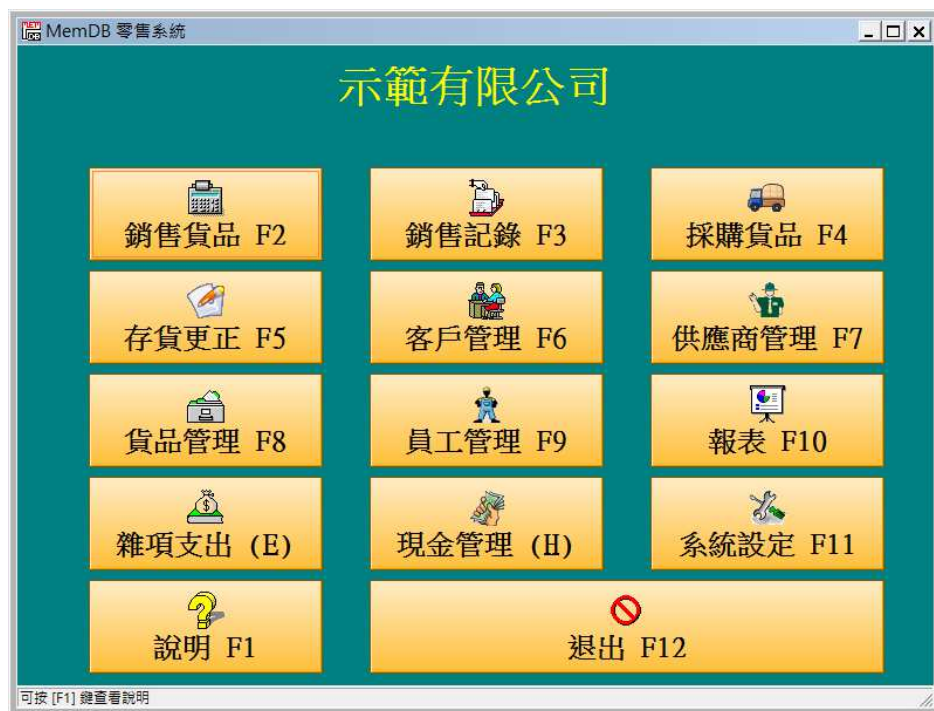 MemDB 零售系統
示範有限公司
銷售貨品 F2
銷售記錄 F3
採購貨品 F4
存貨更正 F5
客戶管理 F6
供應商管理 F7
貨品管理 F8
員工管理 F9
報表 F10
雜項支出 (E)
現金管理 (H)
系統設定 F11
說明 F1
退出 F12
可按 [F1] 鍵查看說明